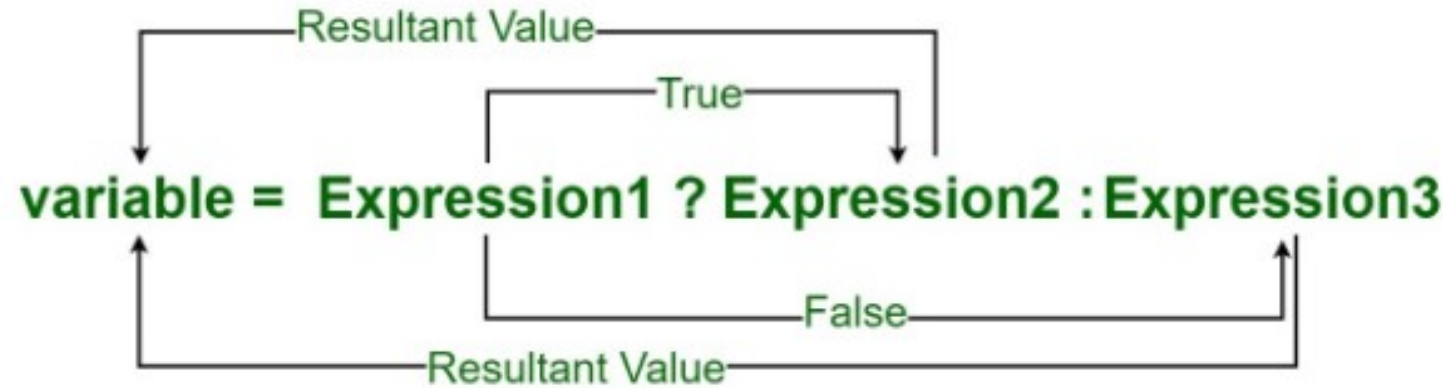 Resultant Value
True
variable = Expression1 ? Expression2 : Expression3
False
Resultant Value